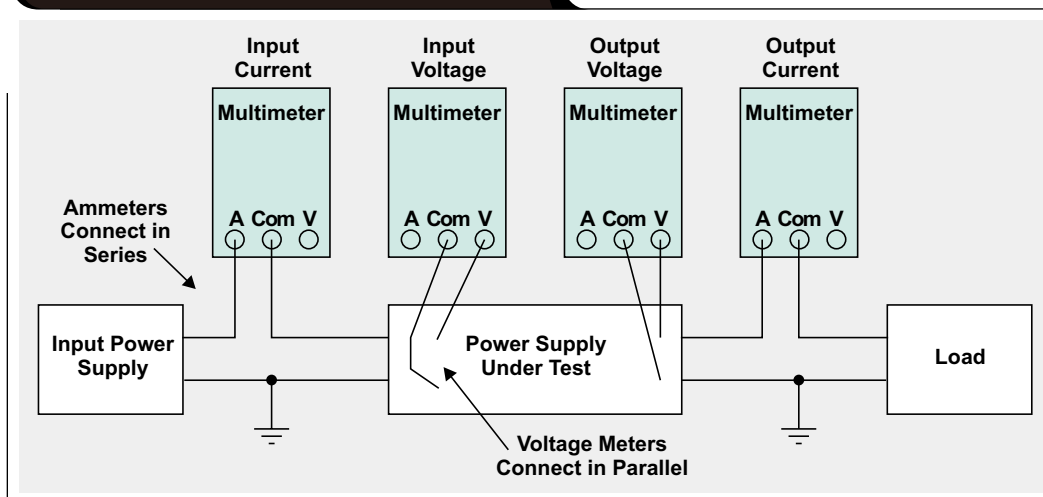 Input
Current
Input
Voltage
Output
Voltage
Output
Current
Multimeter
Multimeter
Multimeter
Multimeter
A Com V
A Com V
A Com V
A Com V
Ammeters
Connect in
Series
Input Power
Supply
Power Supply
Under Test
Load
Voltage Meters
Connect in Parallel